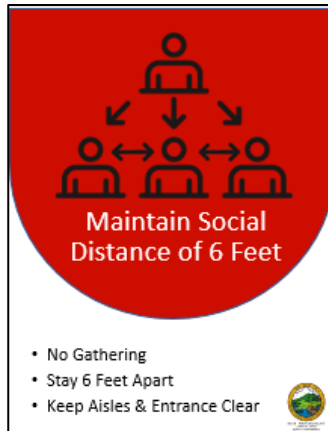 Maintain Social
Distance of 6 Feet
• No Gathering
• Stay 6 Feet Apart
• Keep Aisles & Entrance Clear